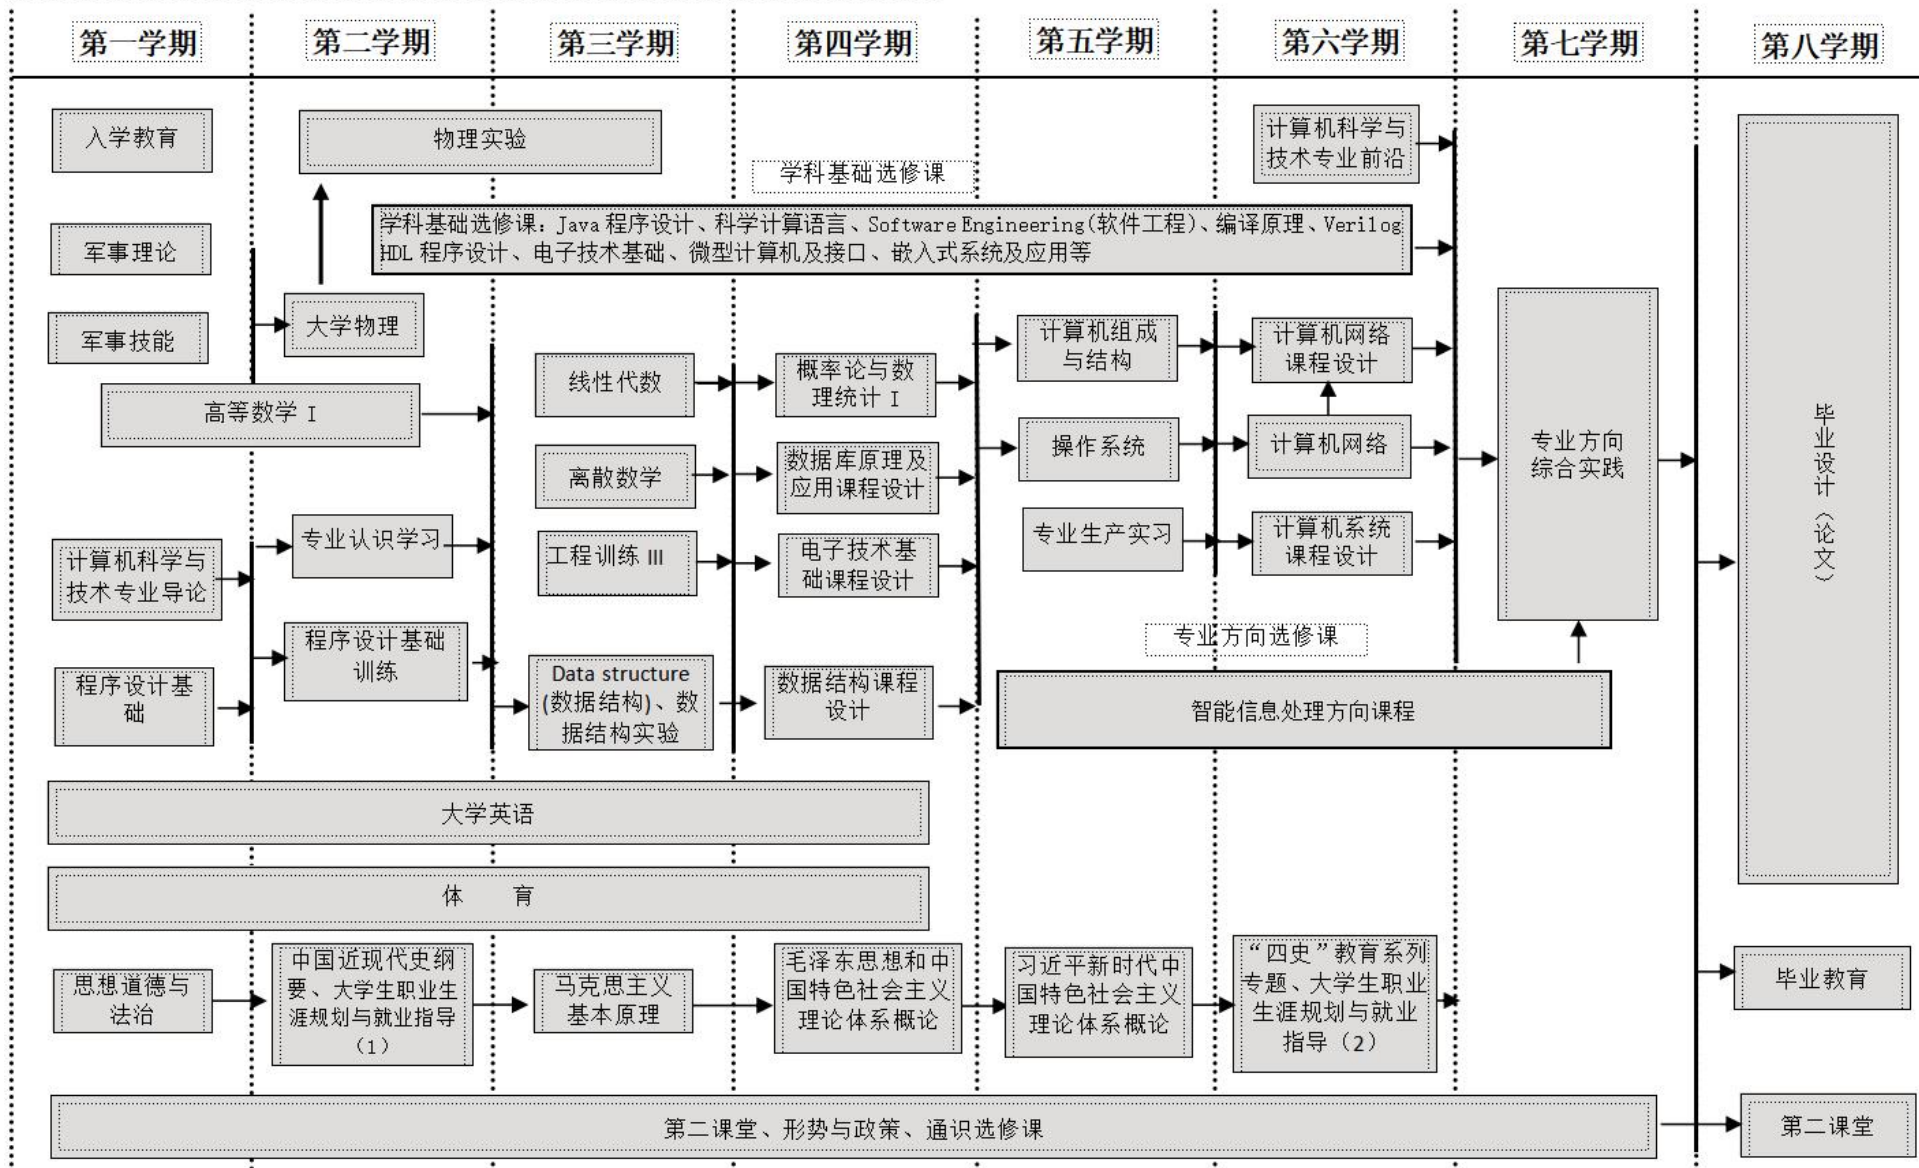 第一学期
第二学期
第三学期
第四学期
第五学期
第六学期
第七学期
第八学期
入学教育
物理实验
计算机科学与
技术专业前沿
学科基础选修课
军事理论
学科基础选修课：Java 程序设计、科学计算语言、Software Engineering(软件工程)、编译原理、Verilog
HDL 程序设计、电子技术基础、微型计算机及接口、嵌入式系统及应用等
军事技能
大学物理
高等数学 I
线性代数
概率论与数
理统计 I
计算机组成
与结构
计算机网络
课程设计
离散数学
数据库原理及
应用课程设计
操作系统
计算机网络
专业方向
综合实践
毕业设计（论文）
计算机科学与
技术专业导论
专业认识学习
工程训练 III
电子技术基
础课程设计
专业生产实习
计算机系统
课程设计
程序设计基
础
程序设计基础
训练
Data structure
(数据结构)、数
据结构实验
数据结构课程
设计
专业方向选修课
智能信息处理方向课程
大学英语
体 育
思想道德与
法治
中国近现代史纲
要、大学生职业生
涯规划与就业指导
（1）
马克思主义
基本原理
毛泽东思想和中
国特色社会主义
理论体系概论
习近平新时代中
国特色社会主义
理论体系概论
“四史”教育系列
专题、大学生职业
生涯规划与就业
指导（2）
毕业教育
第二课堂、形势与政策、通识选修课
第二课堂